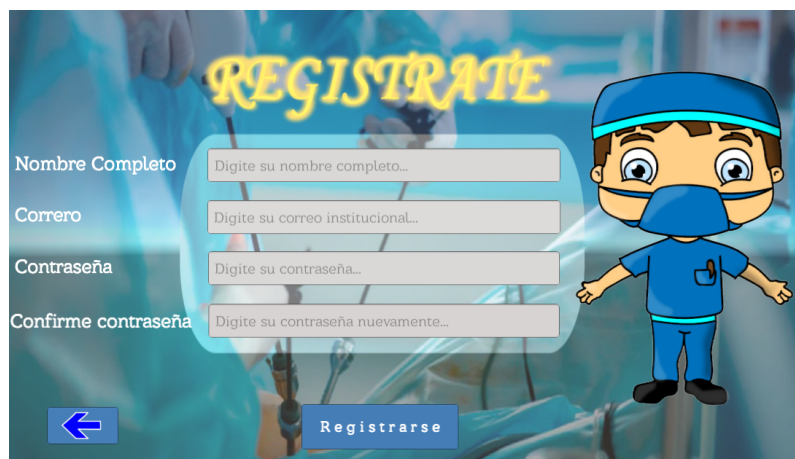 REGISTRATE
Nombre Completo
Digite su nombre completo...
Correro
Digite su correo institucional...
Contraseña
Digite su contraseña...
Confirme contraseña
Digite su contraseña nuevamente...
Registrarse